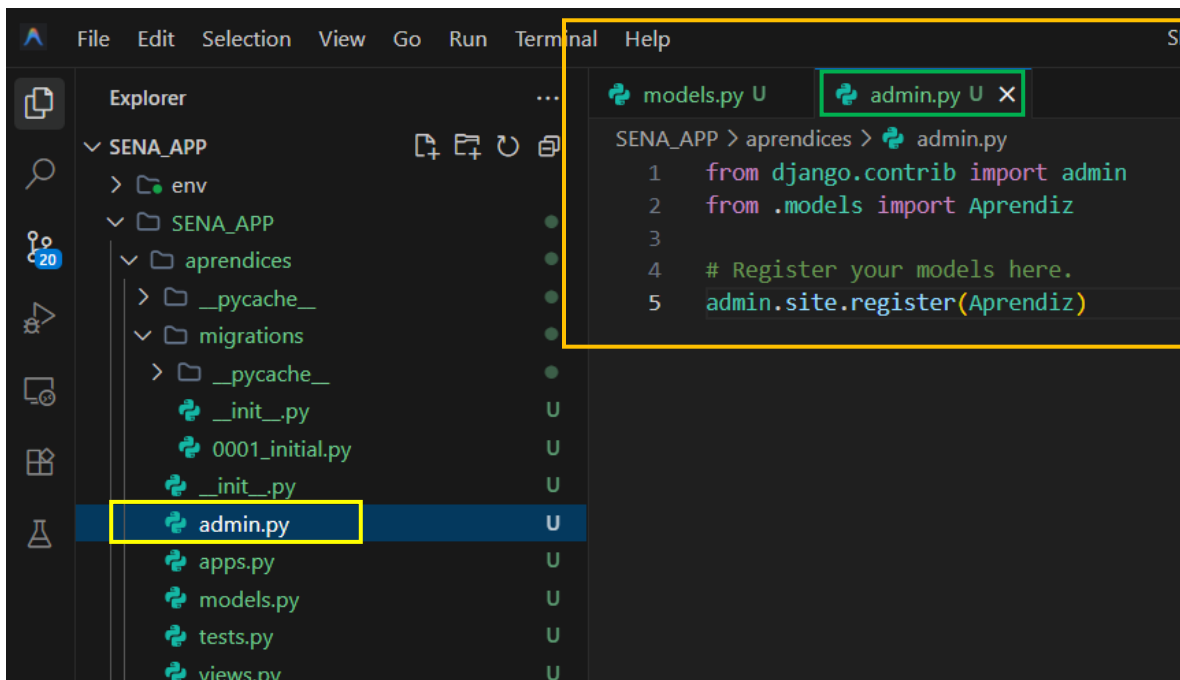 File Edit Selection View Go Run Terminal Help
Explorer
SENA_APP
env
SENA_APP
aprendices
__pycache__
migrations
__pycache__
__init__.py U
0001_initial.py U
__init__.py U
admin.py U
apps.py U
models.py U
tests.py U
views.py U
20
models.py U admin.py U
SENA_APP > aprendices > admin.py
1 from django.contrib import admin
2 from .models import Aprendiz
3
4 # Register your models here.
5 admin.site.register(Aprendiz)